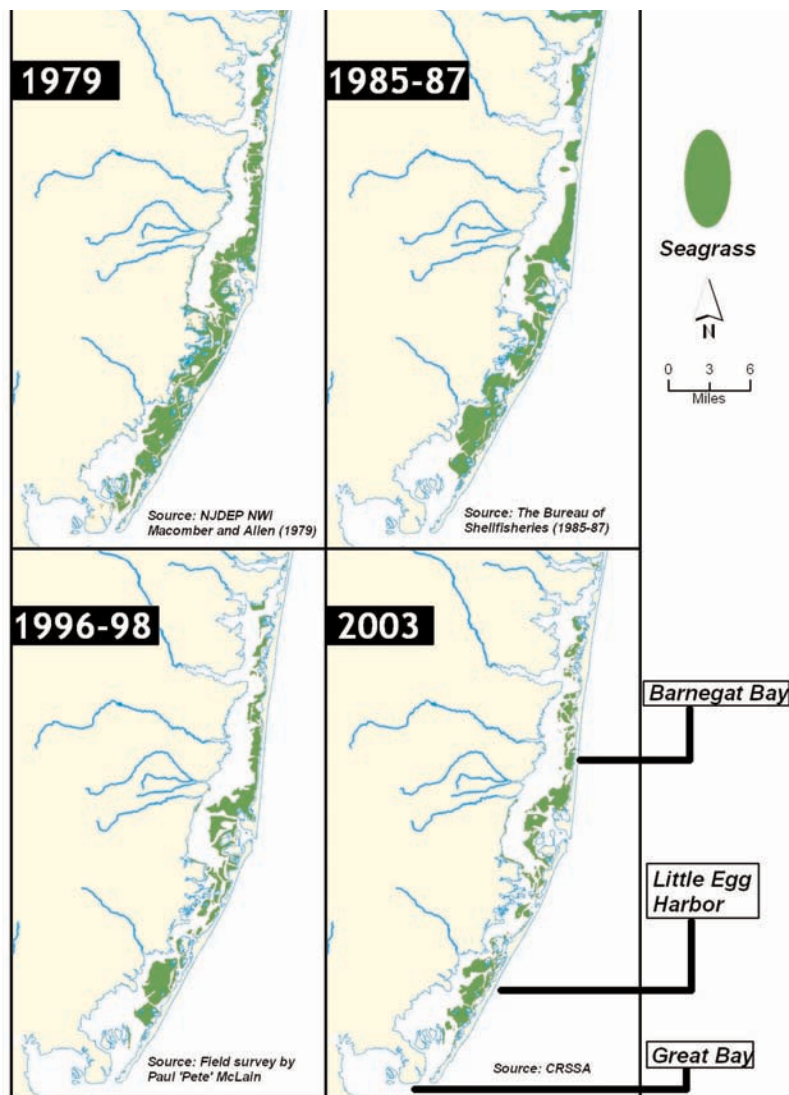 1979
1985-87
Seagrass
N
0 3 6
Miles
Source: NJDEP NWI
Macomber and Allen (1979)
Source: The Bureau of
Shellfisheries (1985-87)
1996-98
2003
Barnegat Bay
Little Egg
Harbor
Great Bay
Source: Field survey by
Paul 'Pete' McLain
Source: CRSSA